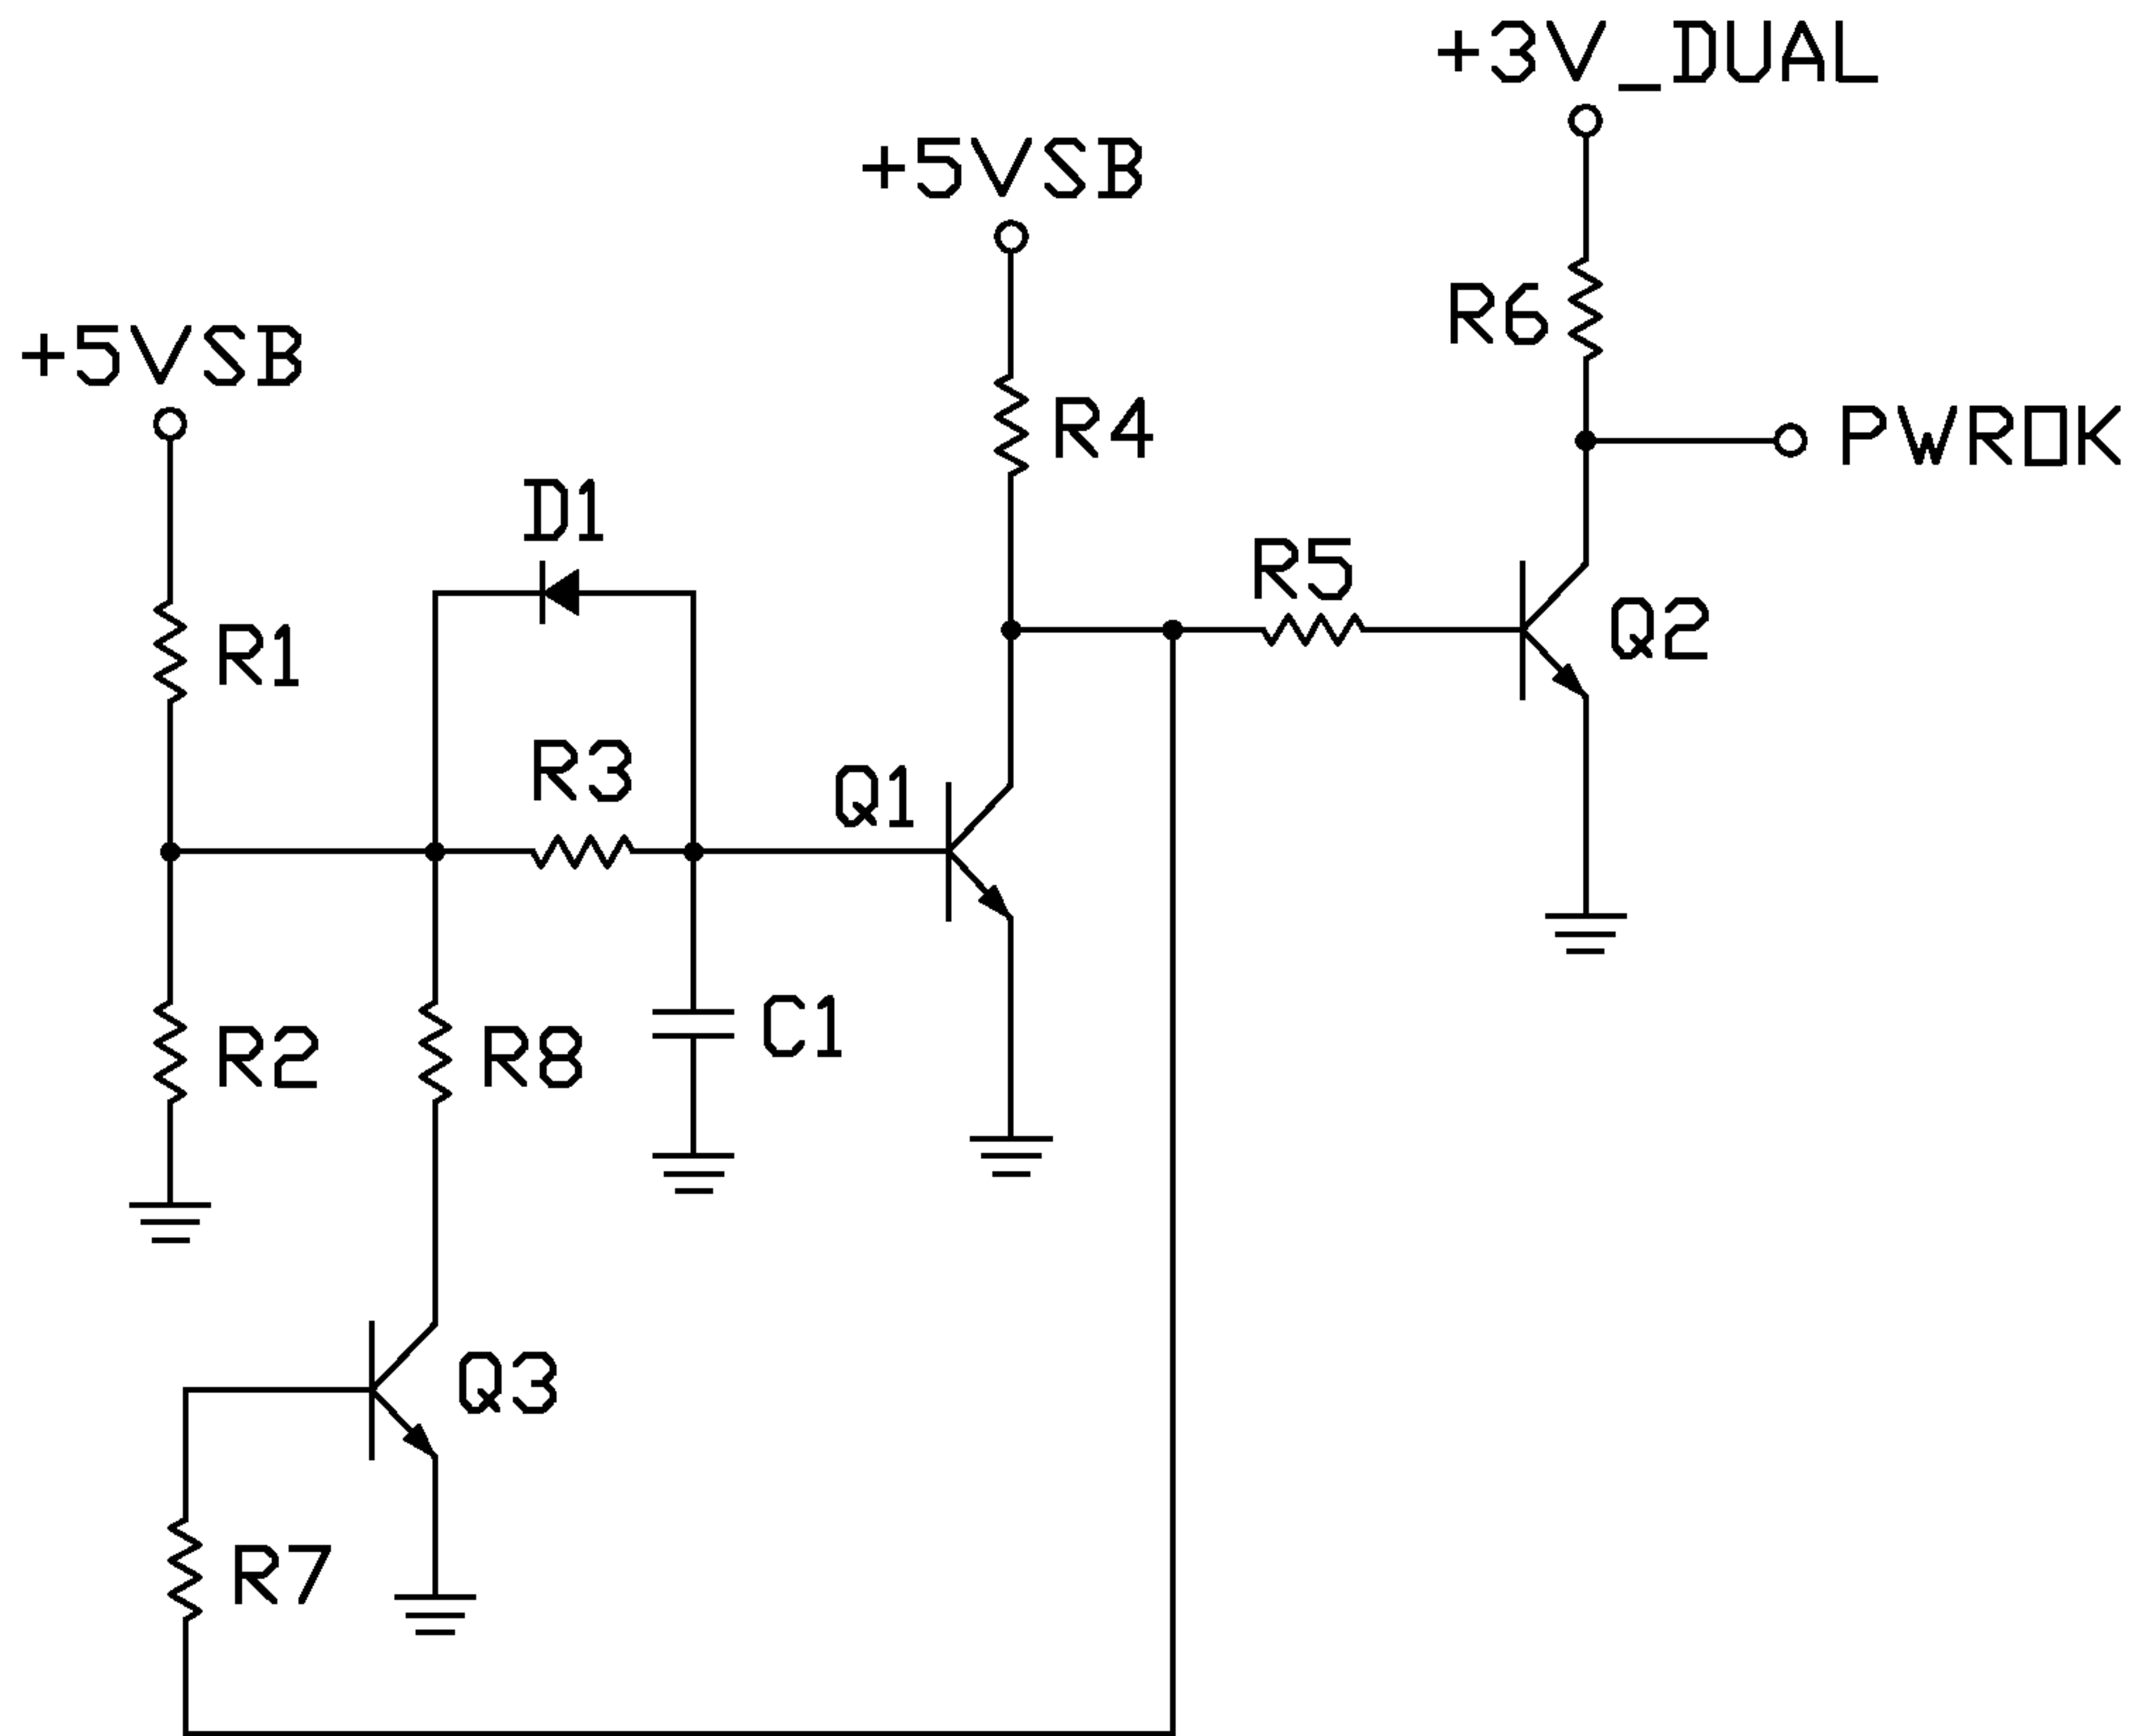 +3V_DUAL
+5VSB
+5VSB
R6
R4
PWROK
D1
R5
Q2
R1
R3
Q1
C1
R2
R8
Q3
R7